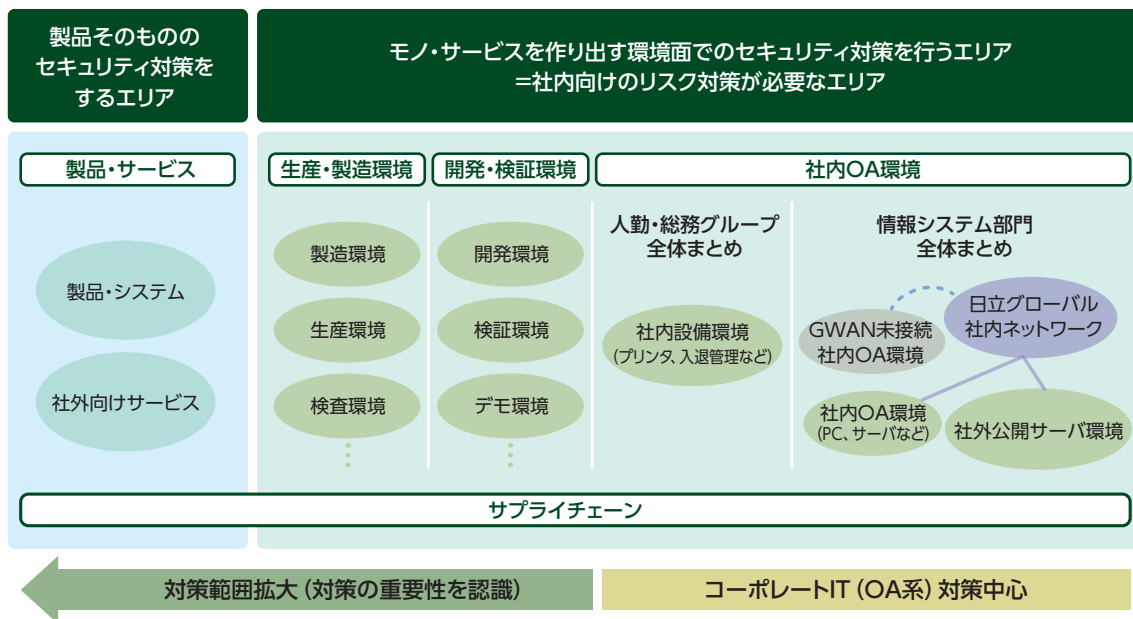 製品そのものの
セキュリティ対策を
するエリア
モノ・サービスを作り出す環境面でのセキュリティ対策を行うエリア
=社内向けのリスク対策が必要なエリア
製品・サービス
製品・システム
社外向けサービス
生産・製造環境
製造環境
生産環境
検査環境
開発・検証環境
開発環境
検証環境
デモ環境
社内OA環境
人勤・総務グループ
全体まとめ
社内設備環境
(プリンタ、入退管理など)
情報システム部門
全体まとめ
日立グローバル
社内ネットワーク
GWAN未接続
社内OA環境
社内OA環境
(PC、サーバなど)
社外公開サーバ環境
サプライチェーン
対策範囲拡大(対策の重要性を認識)
コーポレートIT(OA系)対策中心